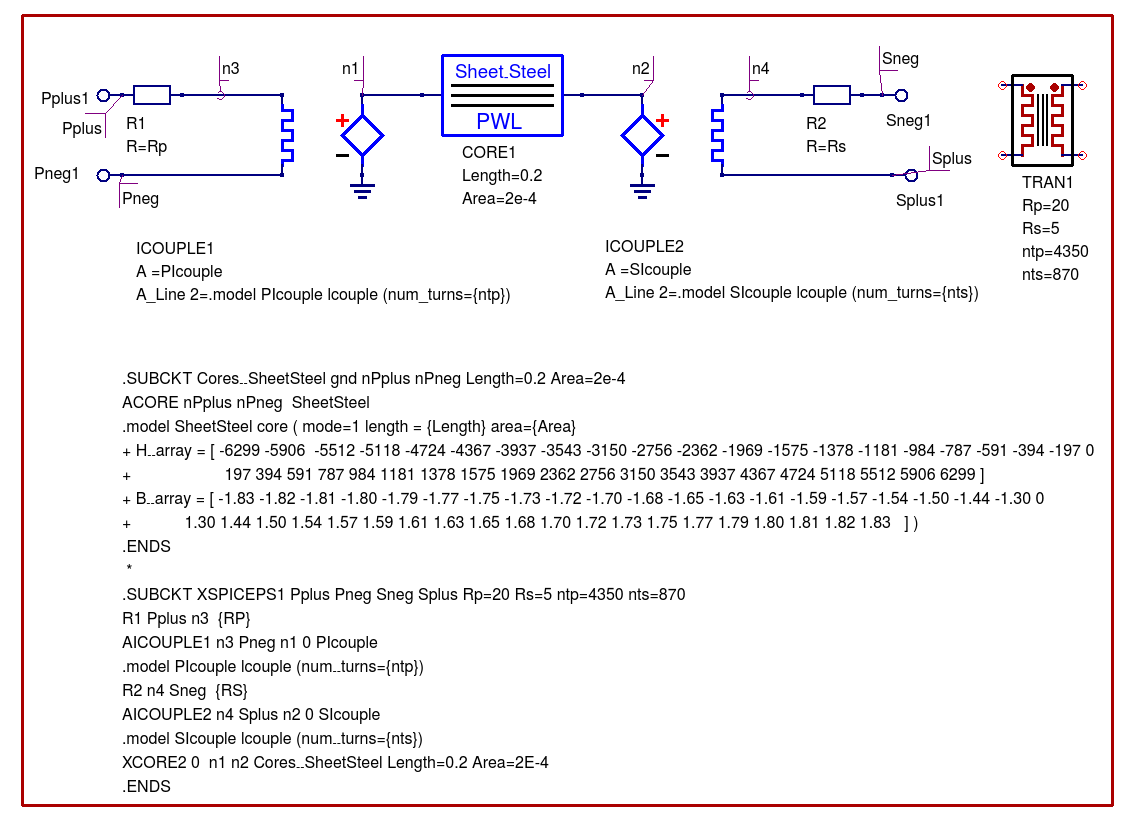 Sneg
n3
n1
n2
n4
Sheet_Steel
PWL
Pplus1
Pplus
R1
R=Rp
Pneg1
Pneg
CORE1
Length=0.2
Area=2e-4
R2
R=Rs
Sneg1
Splus
Splus1
TRAN1
Rp=20
Rs=5
ntp=4350
nts=870
ICOUPLE1
A =PIcouple
A_Line 2=.model PIcouple lcouple (num_turns={ntp})
ICOUPLE2
A =SIcouple
A_Line 2=.model SIcouple lcouple (num_turns={nts})
.SUBCKT Cores_SheetSteel gnd nPplus nPneg Length=0.2 Area=2e-4
ACORE nPplus nPneg  SheetSteel
.model SheetSteel core ( mode=1 length = {Length} area={Area}
+ H_array = [ -6299 -5906  -5512 -5118 -4724 -4367 -3937 -3543 -3150 -2756 -2362 -1969 -1575 -1378 -1181 -984 -787 -591 -394 -197 0
+ 197 394 591 787 984 1181 1378 1575 1969 2362 2756 3150 3543 3937 4367 4724 5118 5512 5906 6299 ]
+ B_array = [ -1.83 -1.82 -1.81 -1.80 -1.79 -1.77 -1.75 -1.73 -1.72 -1.70 -1.68 -1.65 -1.63 -1.61 -1.59 -1.57 -1.54 -1.50 -1.44 -1.30 0
+ 1.30 1.44 1.50 1.54 1.57 1.59 1.61 1.63 1.65 1.68 1.70 1.72 1.73 1.75 1.77 1.79 1.80 1.81 1.82 1.83   ] )
.ENDS
*
.SUBCKT XSPICEPS1 Pplus Pneg Sneg Splus Rp=20 Rs=5 ntp=4350 nts=870
R1 Pplus n3  {RP}
AICOUPLE1 n3 Pneg n1 0 PIcouple
.model PIcouple lcouple (num_turns={ntp})
R2 n4 Sneg  {RS}
AICOUPLE2 n4 Splus n2 0 SIcouple
.model SIcouple lcouple (num_turns={nts})
XCORE2 0  n1 n2 Cores_SheetSteel Length=0.2 Area=2E-4
.ENDS